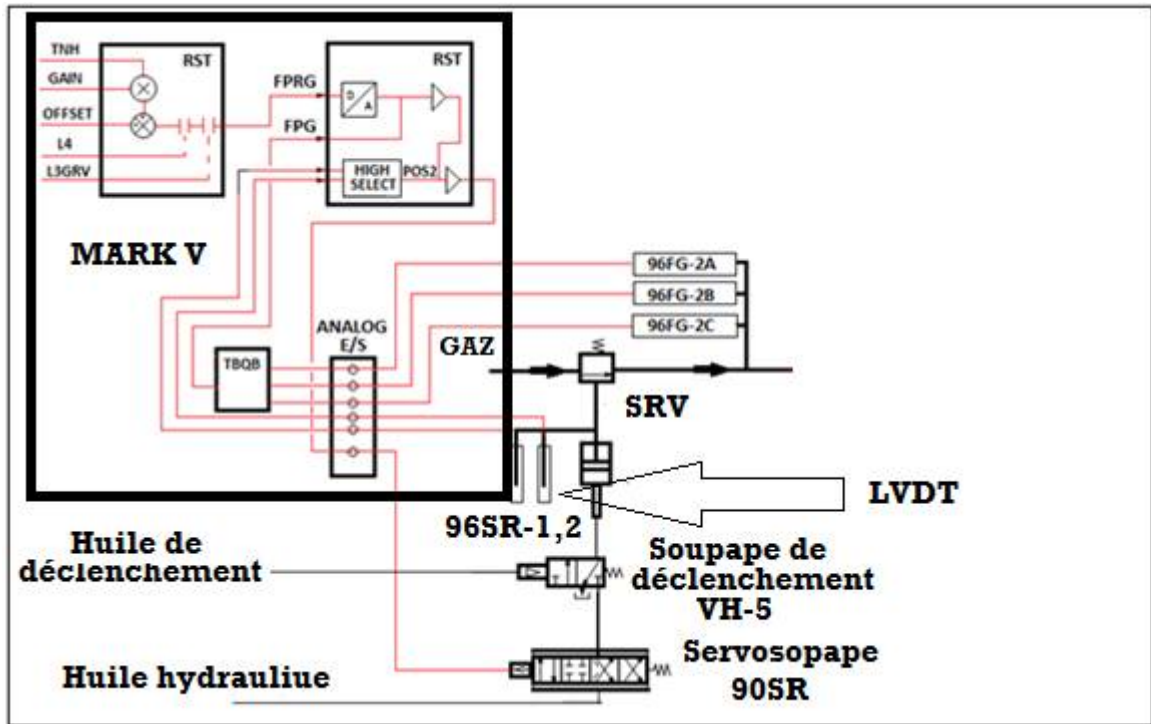 TNH
RST
GAIN
OFFSET
L4
L3GRV
FPRG
FPG
RST
D
A
HIGH
SELECT
POS2
MARK V
TBQB
ANALOG
E/S
GAZ
96FG-2A
96FG-2B
96FG-2C
SRV
LVDT
96SR-1,2
Huile de
déclenchement
Soupape de
déclenchement
VH-5
Servosopape
90SR
Huile hydrauliue